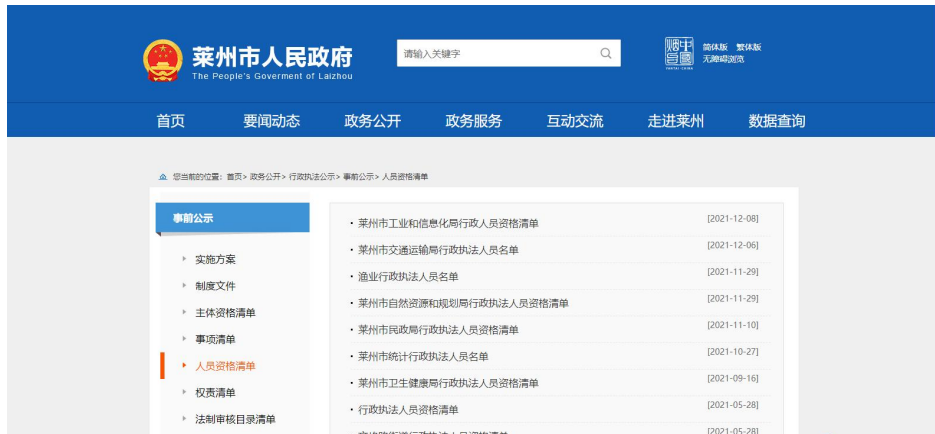 莱州市人民政府
The People's Goverment of Laizhou
请输入关键字
简体版 繁体版
无障碍浏览
首页 要闻动态 政务公开 政务服务 互动交流 走进莱州 数据查询
您当前的位置：首页> 政务公开> 行政执法公示> 事前公示> 人员资格清单
事前公示
实施方案
制度文件
主体资格清单
事项清单
人员资格清单
权责清单
法制审核目录清单
· 莱州市工业和信息化局行政人员资格清单 [2021-12-08]
· 莱州市交通运输局行政执法人员名单 [2021-12-06]
· 渔业行政执法人员名单 [2021-11-29]
· 莱州市自然资源和规划局行政执法人员资格清单 [2021-11-29]
· 莱州市民政局行政执法人员资格清单 [2021-11-10]
· 莱州市统计行政执法人员名单 [2021-10-27]
· 莱州市卫生健康局行政执法人员资格清单 [2021-09-16]
· 行政执法人员资格清单 [2021-05-28]
[2021-05-28]